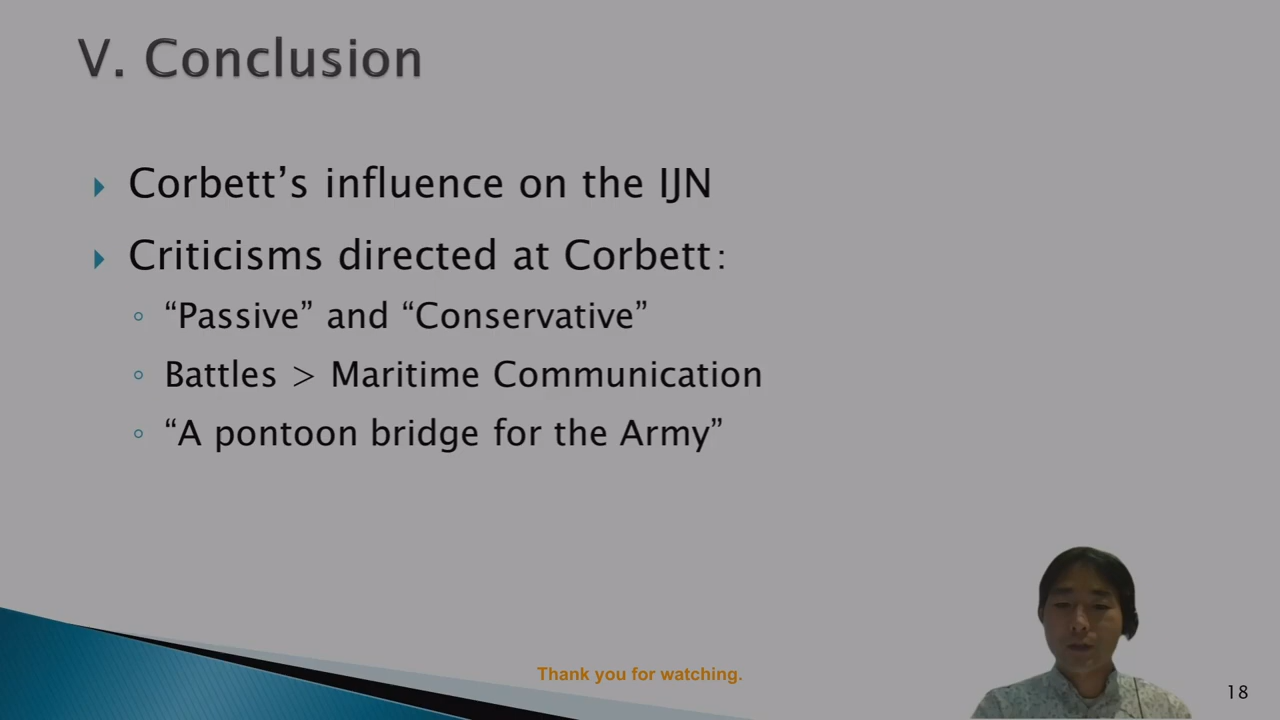 V. Conclusion
Corbett’s influence on the IJN
Criticisms directed at Corbett:
“Passive” and “Conservative”
Battles > Maritime Communication
“A pontoon bridge for the Army”
Thank you for watching.
18